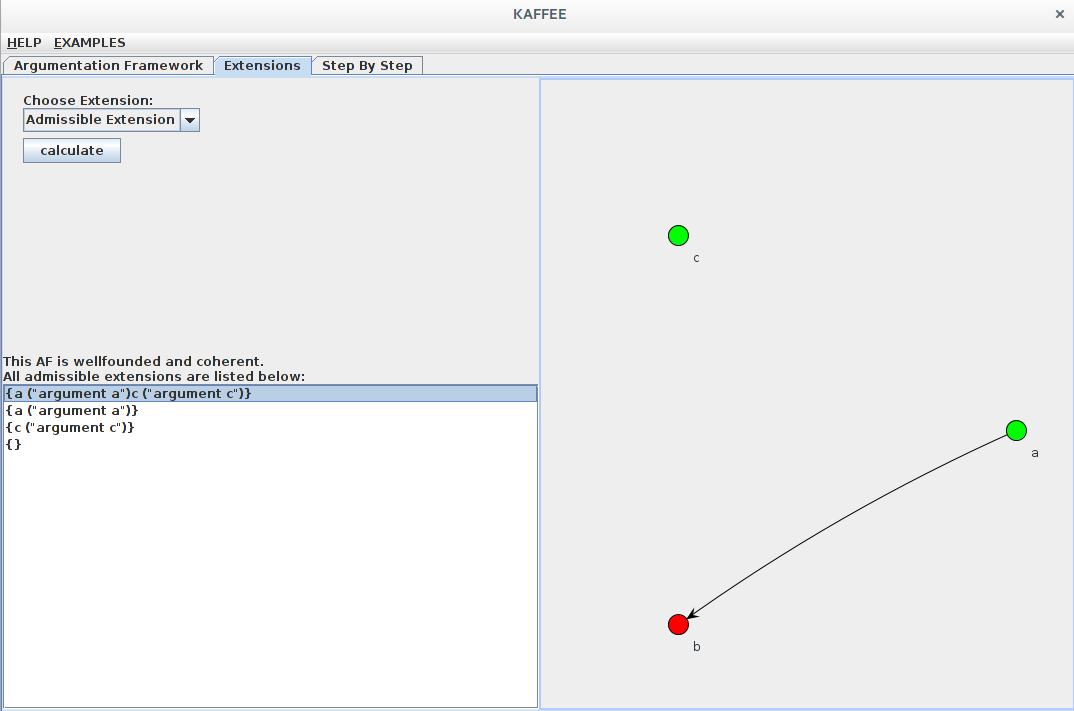 KAFFEE
HELP EXAMPLES
Argumentation Framework Extensions Step By Step
Choose Extension:
Admissible Extension
calculate
This AF is wellfounded and coherent.
All admissible extensions are listed below:
{a ("argument a")c ("argument c")}
{a ("argument a")}
{c ("argument c")}
{}
c
a
b